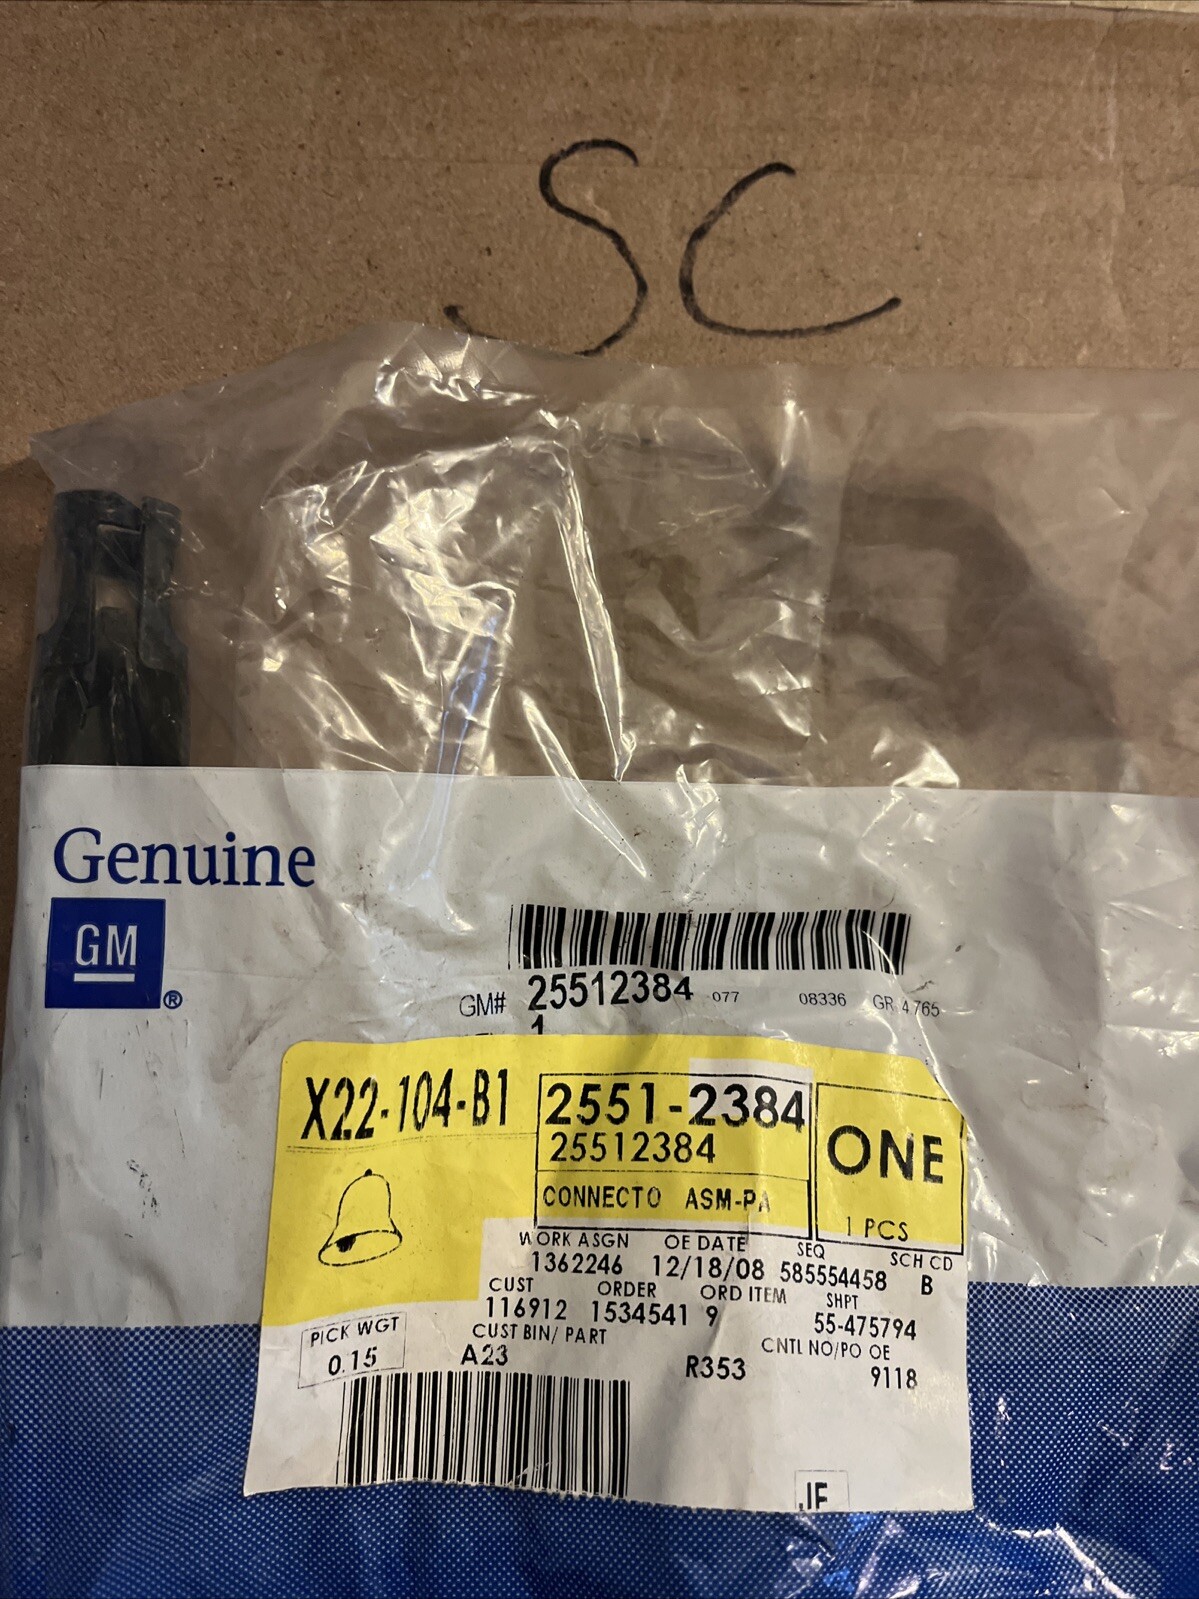 SC
Genuine
GM
®
GM# 25512384 077 08336 GR 4.765
1
X22-104-B1
2551-2384
25512384
CONNECTO ASM-PA
ONE
1 PCS
WORK ASGN OE DATE SEQ SCH CD
1362246 12/18/08 585554458 B
CUST ORDER ORD ITEM SHPT
116912 1534541 9 55-475794
PICK WGT
0.15
CUST BIN/ PART CNTL NO/PO OE
A23 R353 9118